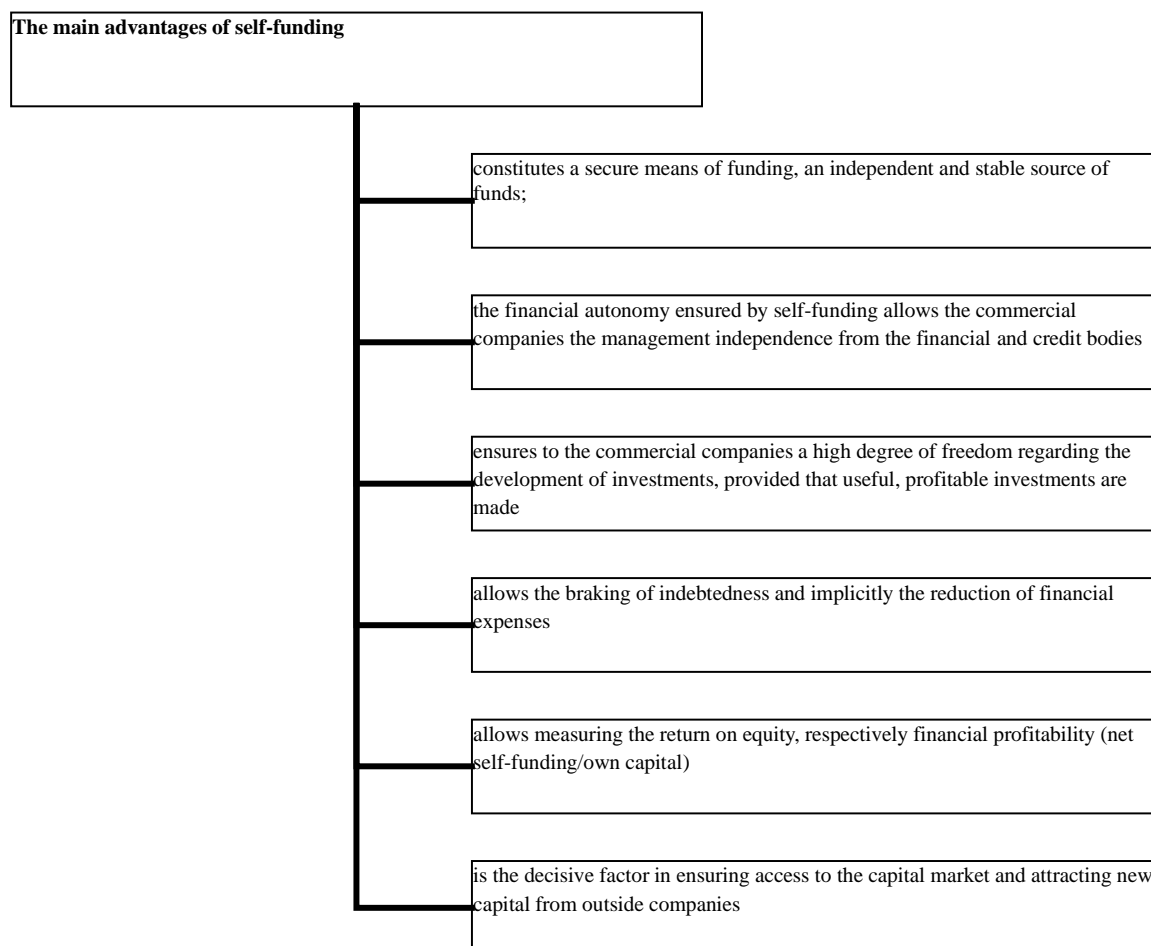 The main advantages of self-funding
constitutes a secure means of funding, an independent and stable source of
funds;
the financial autonomy ensured by self-funding allows the commercial
companies the management independence from the financial and credit bodies
ensures to the commercial companies a high degree of freedom regarding the
development of investments, provided that useful, profitable investments are
made
allows the braking of indebtedness and implicitly the reduction of financial
expenses
allows measuring the return on equity, respectively financial profitability (net
self-funding/own capital)
is the decisive factor in ensuring access to the capital market and attracting new
capital from outside companies